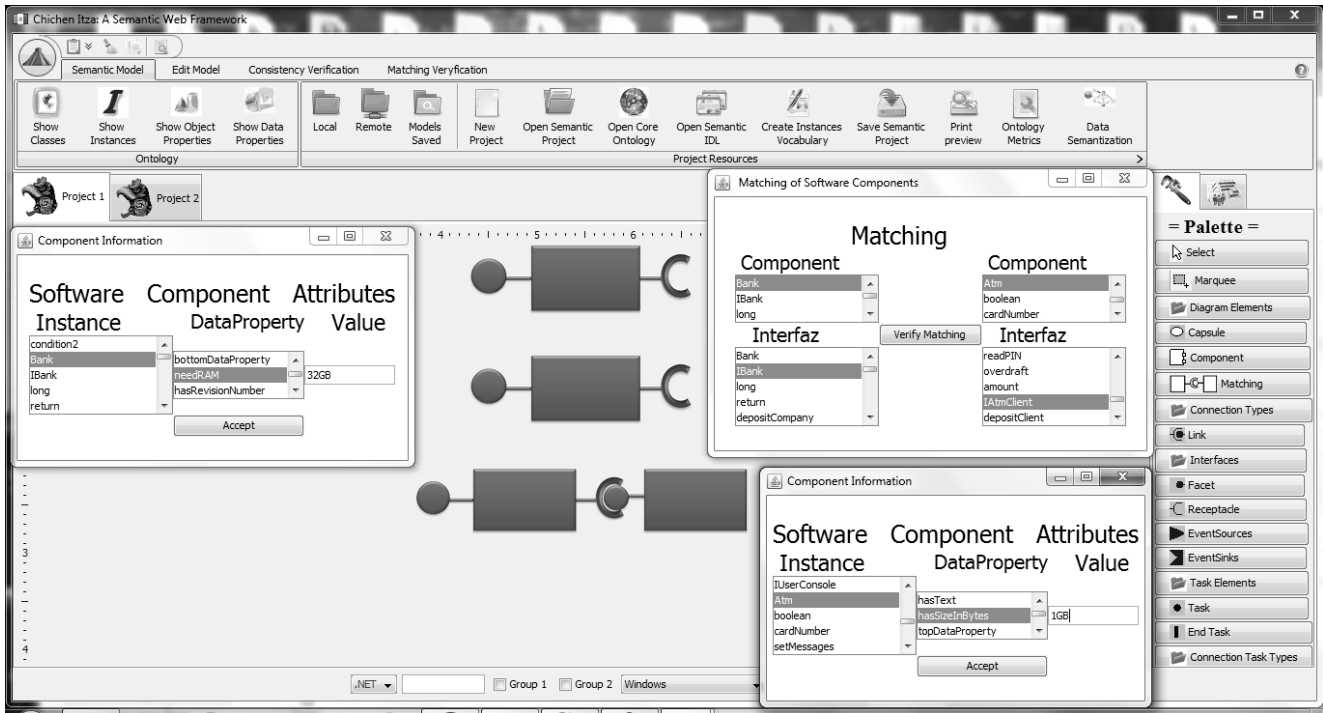 Chichen Itza: A Semantic Web Framework
Semantic Model Edit Model Consistency Verification Matching Veryfication
Show Classes
Show Instances
Show Object Properties
Show Data Properties
Local
Remote
Models Saved
New Project
Open Semantic Project
Open Core Ontology
Open Semantic IDL
Create Instances Vocabulary
Save Semantic Project
Print preview
Ontology Metrics
Data Semantization
Ontology
Project Resources
Project 1
Project 2
Component Information
Software Component Attributes
Instance DataProperty Value
condition2
Bank
IBank
long
return
bottomDataProperty
needRAM
hasRevisionNumber
32GB
Accept
4 5 6
3
4
Matching of Software Components
Matching
Component
Bank
IBank
long
Component
Atm
boolean
cardNumber
Interfaz
Verify Matching
Interfaz
Bank
IBank
long
return
depositCompany
readPIN
overdraft
amount
IAtmClient
depositClient
Component Information
Software Component Attributes
Instance DataProperty Value
IUserConsole
Atm
boolean
cardNumber
setMessages
hasText
hasSizeInBytes
topDataProperty
1GB
Accept
= Palette =
Select
Marquee
Diagram Elements
Capsule
Component
Matching
Connection Types
Link
Interfaces
Facet
Receptacle
EventSources
EventSinks
Task Elements
Task
End Task
Connection Task Types
.NET
Group 1
Group 2
Windows